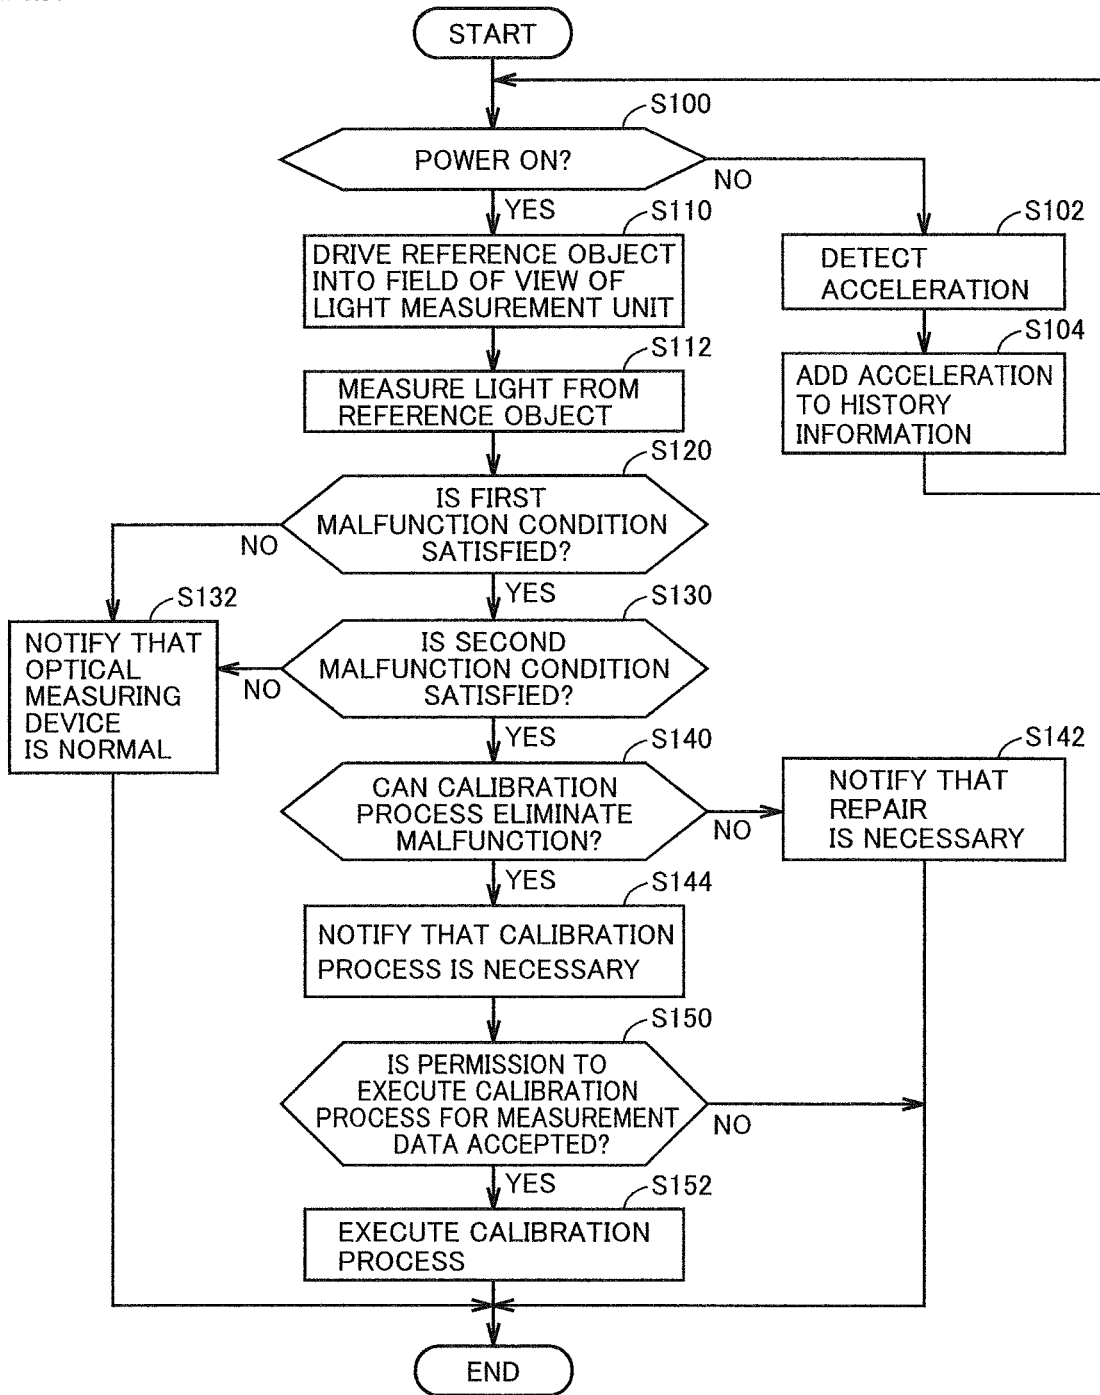 START
S100
POWER ON?
NO
YES
S110
DRIVE REFERENCE OBJECT
INTO FIELD OF VIEW OF
LIGHT MEASUREMENT UNIT
S102
DETECT
ACCELERATION
S104
ADD ACCELERATION
TO HISTORY
INFORMATION
S112
MEASURE LIGHT FROM
REFERENCE OBJECT
S120
IS FIRST
MALFUNCTION CONDITION
SATISFIED?
NO
YES
S132
NOTIFY THAT
OPTICAL
MEASURING
DEVICE
IS NORMAL
S130
IS SECOND
MALFUNCTION CONDITION
SATISFIED?
NO
YES
S140
CAN CALIBRATION
PROCESS ELIMINATE
MALFUNCTION?
NO
YES
S142
NOTIFY THAT
REPAIR
IS NECESSARY
S144
NOTIFY THAT CALIBRATION
PROCESS IS NECESSARY
S150
IS PERMISSION TO
EXECUTE CALIBRATION
PROCESS FOR MEASUREMENT
DATA ACCEPTED?
NO
YES
S152
EXECUTE CALIBRATION
PROCESS
END